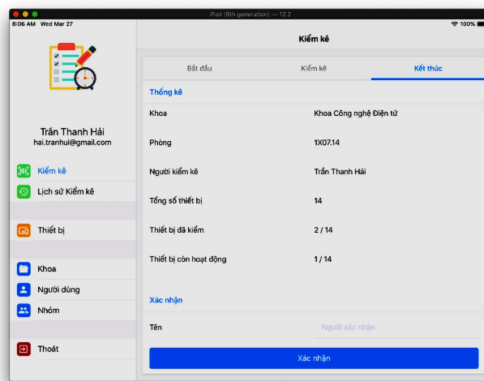 iPad (6th generation) — 12.2
8:06 AM Wed Mar 27
100%
Kiểm kê
Trần Thanh Hải
hai.tranhui@gmail.com
Kiểm kê
Lịch sử Kiểm kê
Thiết bị
Khoa
Người dùng
Nhóm
Thoát
Bắt đầu
Kiểm kê
Kết thúc
Thống kê
Khoa
Khoa Công nghệ Điện tử
Phòng
1X07.14
Người kiểm kê
Trần Thanh Hải
Tổng số thiết bị
14
Thiết bị đã kiểm
2 / 14
Thiết bị còn hoạt động
1 / 14
Xác nhận
Tên
Người xác nhận
Xác nhận